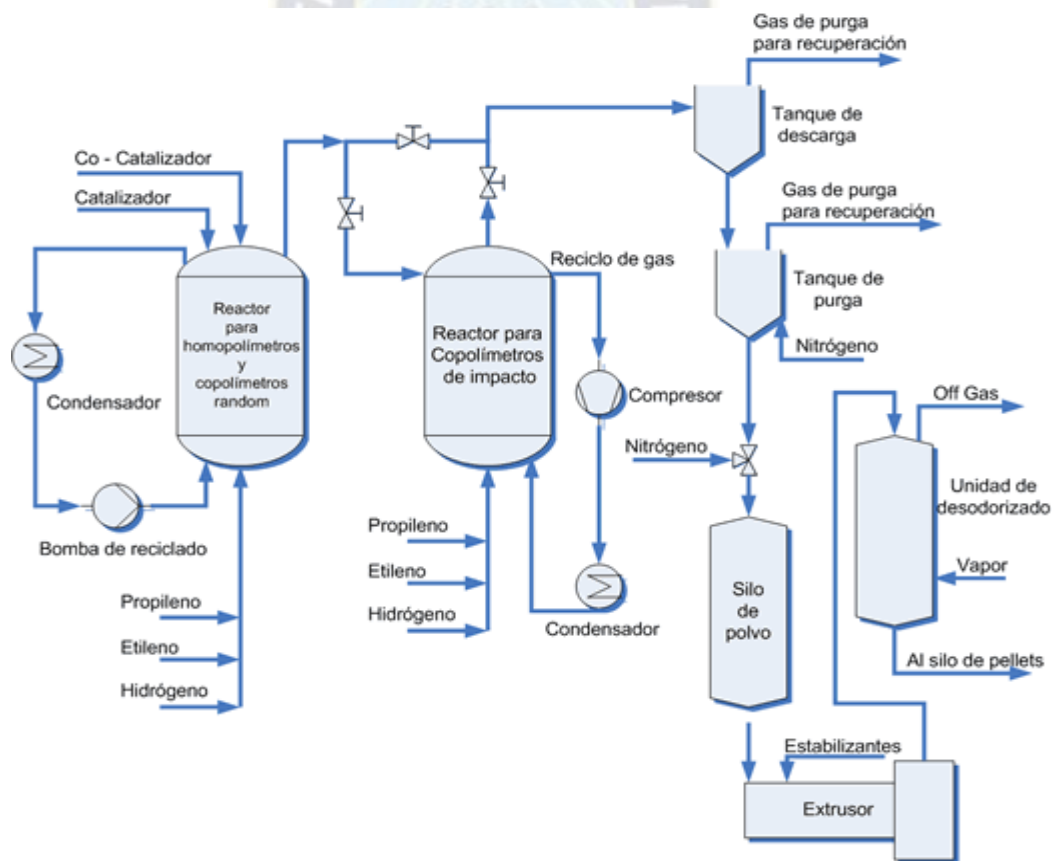 Gas de purga
para recuperación
Tanque de
descarga
Co - Catalizador
Catalizador
Gas de purga
para recuperación
Reciclo de gas
Tanque de
purga
Reactor
para
homopolímetros
y
copolímetros
random
Reactor para
Copolímetros
de impacto
Nitrógeno
Condensador
Compresor
Off Gas
Nitrógeno
Unidad de
desodorizado
Bomba de reciclado
Propileno
Vapor
Etileno
Silo
de
polvo
Propileno
Hidrógeno
Condensador
Etileno
Al silo de pellets
Hidrógeno
Estabilizantes
Extrusor